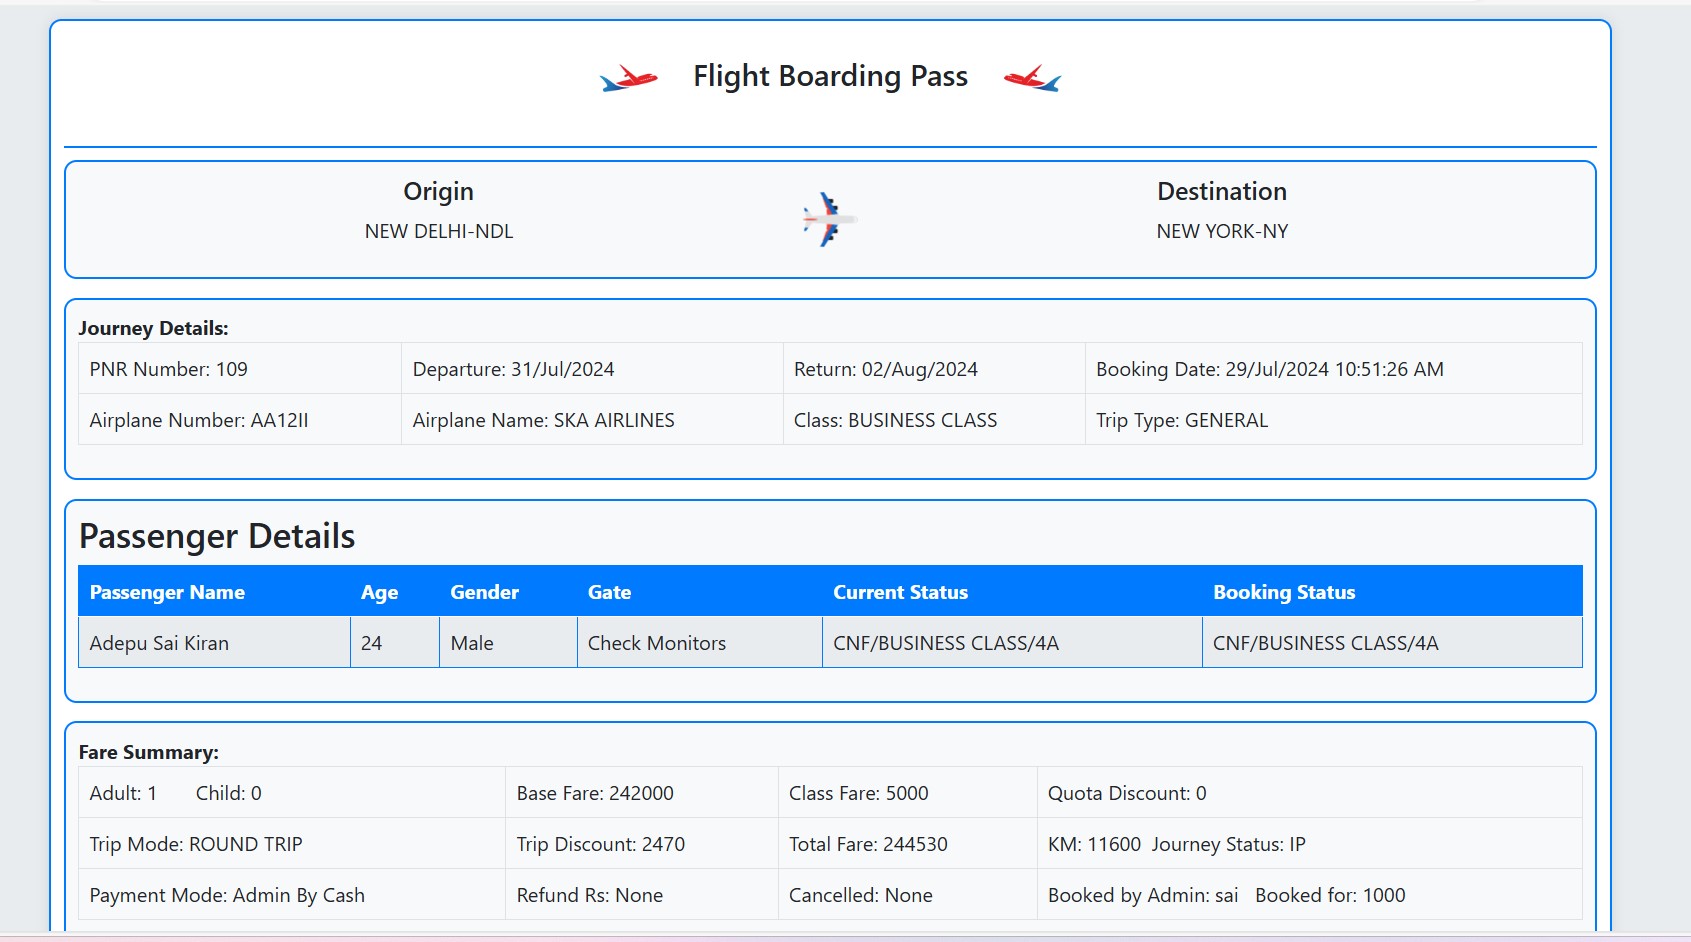 Flight Boarding Pass
Origin Destination
NEW DELHI-NDL NEW YORK-NY
Journey Details:
PNR Number: 109 Departure: 31/Jul/2024 Return: 02/Aug/2024 Booking Date: 29/Jul/2024 10:51:26 AM
Airplane Number: AA12II Airplane Name: SKA AIRLINES Class: BUSINESS CLASS Trip Type: GENERAL
Passenger Details
Passenger Name Age Gender Gate Current Status Booking Status
Adepu Sai Kiran 24 Male Check Monitors CNF/BUSINESS CLASS/4A CNF/BUSINESS CLASS/4A
Fare Summary:
Adult: 1 Child: 0 Base Fare: 242000 Class Fare: 5000 Quota Discount: 0
Trip Mode: ROUND TRIP Trip Discount: 2470 Total Fare: 244530 KM: 11600 Journey Status: IP
Payment Mode: Admin By Cash Refund Rs: None Cancelled: None Booked by Admin: sai Booked for: 1000